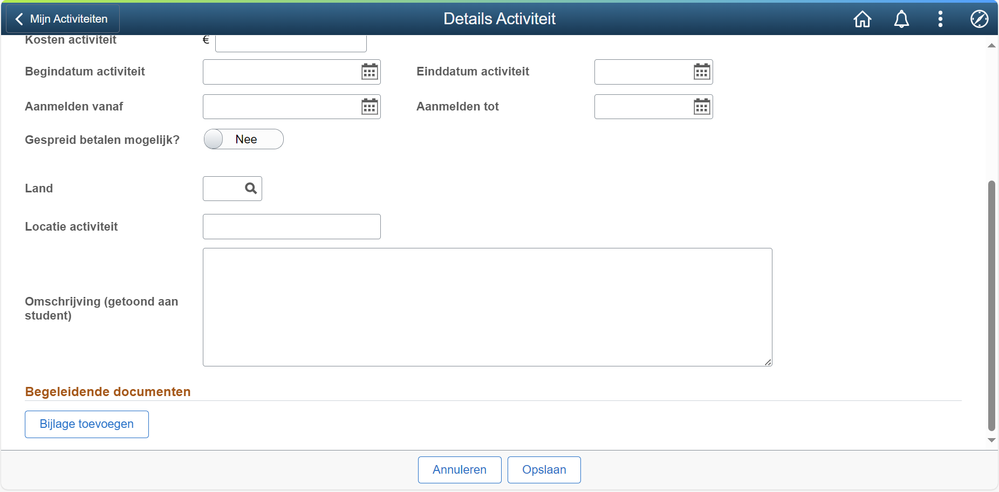 Mijn Activiteiten
Details Activiteit
Kosten activiteit €
Begindatum activiteit Einddatum activiteit
Aanmelden vanaf Aanmelden tot
Gespreid betalen mogelijk? Nee
Land
Locatie activiteit
Omschrijving (getoond aan
student)
Begeleidende documenten
Bijlage toevoegen
Annuleren Opslaan